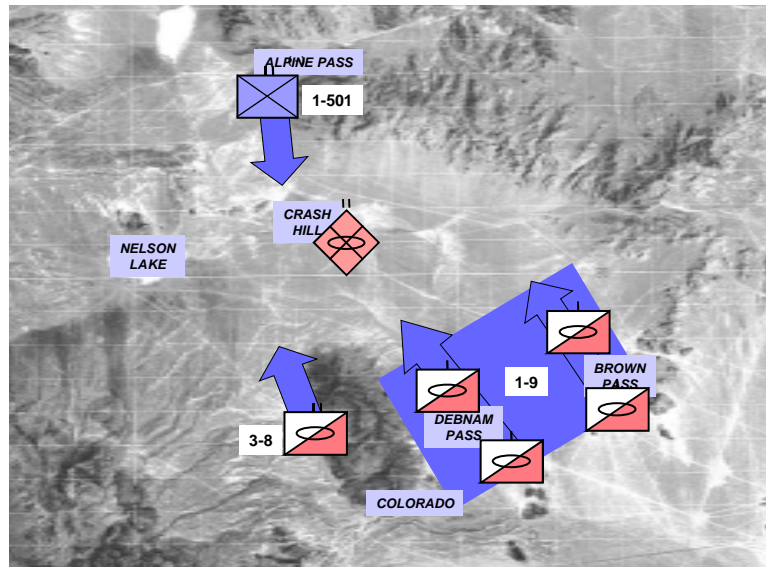 ALPINE PASS
1-501
CRASH
HILL
NELSON
LAKE
BROWN
PASS
1-9
DEBNAM
PASS
3-8
COLORADO